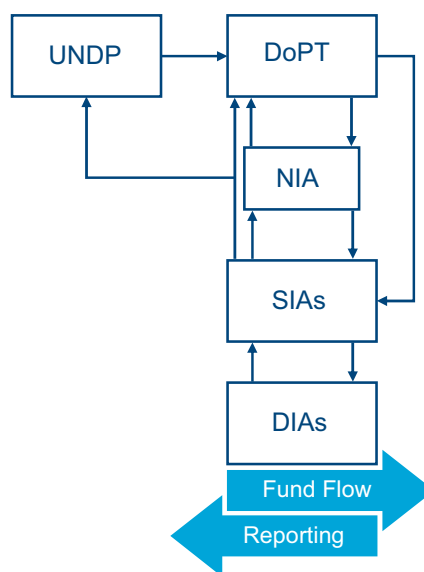 UNDP
DoPT
NIA
SIAs
DIAs
Fund Flow
Reporting